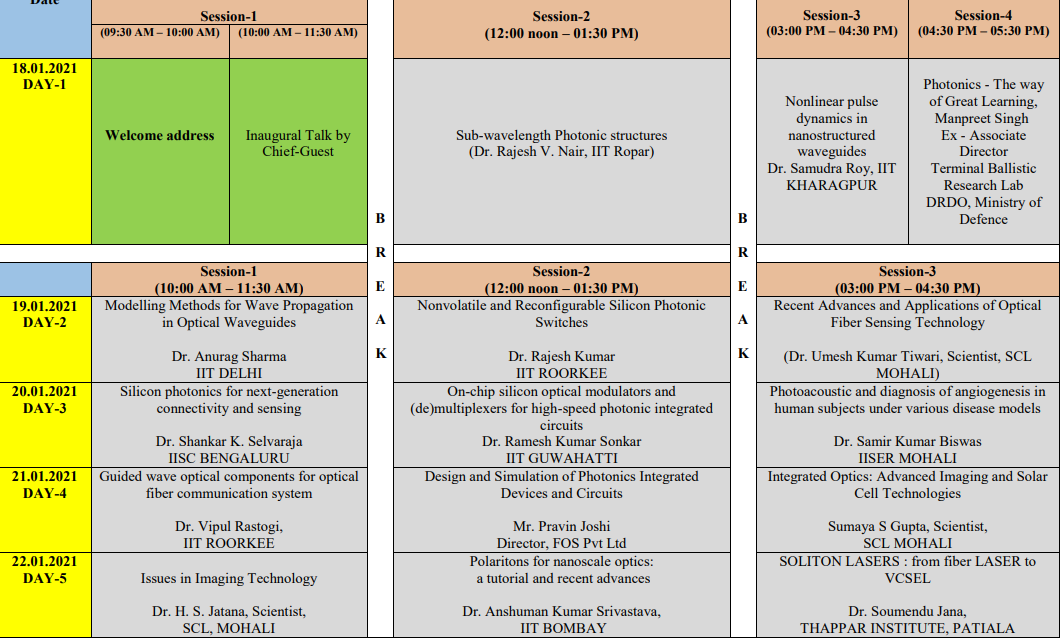 Date
Session-1
(09:30 AM – 10:00 AM)
(10:00 AM – 11:30 AM)
Session-2
(12:00 noon – 01:30 PM)
Session-3
(03:00 PM – 04:30 PM)
Session-4
(04:30 PM – 05:30 PM)
18.01.2021
DAY-1
Welcome address
Inaugural Talk by
Chief-Guest
Sub-wavelength Photonic structures
(Dr. Rajesh V. Nair, IIT Ropar)
Nonlinear pulse
dynamics in
nanostructured
waveguides
Dr. Samudra Roy, IIT
KHARAGPUR
Photonics - The way
of Great Learning,
Manpreet Singh
Ex - Associate
Director
Terminal Ballistic
Research Lab
DRDO, Ministry of
Defence
B
R
E
A
K
B
R
E
A
K
Session-1
(10:00 AM – 11:30 AM)
Session-2
(12:00 noon – 01:30 PM)
Session-3
(03:00 PM – 04:30 PM)
19.01.2021
DAY-2
Modelling Methods for Wave Propagation
in Optical Waveguides
Dr. Anurag Sharma
IIT DELHI
Nonvolatile and Reconfigurable Silicon Photonic
Switches
Dr. Rajesh Kumar
IIT ROORKEE
Recent Advances and Applications of Optical
Fiber Sensing Technology
(Dr. Umesh Kumar Tiwari, Scientist, SCL
MOHALI)
20.01.2021
DAY-3
Silicon photonics for next-generation
connectivity and sensing
Dr. Shankar K. Selvaraja
IISC BENGALURU
On-chip silicon optical modulators and
(de)multiplexers for high-speed photonic integrated
circuits
Dr. Ramesh Kumar Sonkar
IIT GUWAHATTI
Photoacoustic and diagnosis of angiogenesis in
human subjects under various disease models
Dr. Samir Kumar Biswas
IISER MOHALI
21.01.2021
DAY-4
Guided wave optical components for optical
fiber communication system
Dr. Vipul Rastogi,
IIT ROORKEE
Design and Simulation of Photonics Integrated
Devices and Circuits
Mr. Pravin Joshi
Director, FOS Pvt Ltd
Integrated Optics: Advanced Imaging and Solar
Cell Technologies
Sumaya S Gupta, Scientist,
SCL MOHALI
22.01.2021
DAY-5
Issues in Imaging Technology
Dr. H. S. Jatana, Scientist,
SCL, MOHALI
Polaritons for nanoscale optics:
a tutorial and recent advances
Dr. Anshuman Kumar Srivastava,
IIT BOMBAY
SOLITON LASERS : from fiber LASER to
VCSEL
Dr. Soumendu Jana,
THAPPAR INSTITUTE, PATIALA